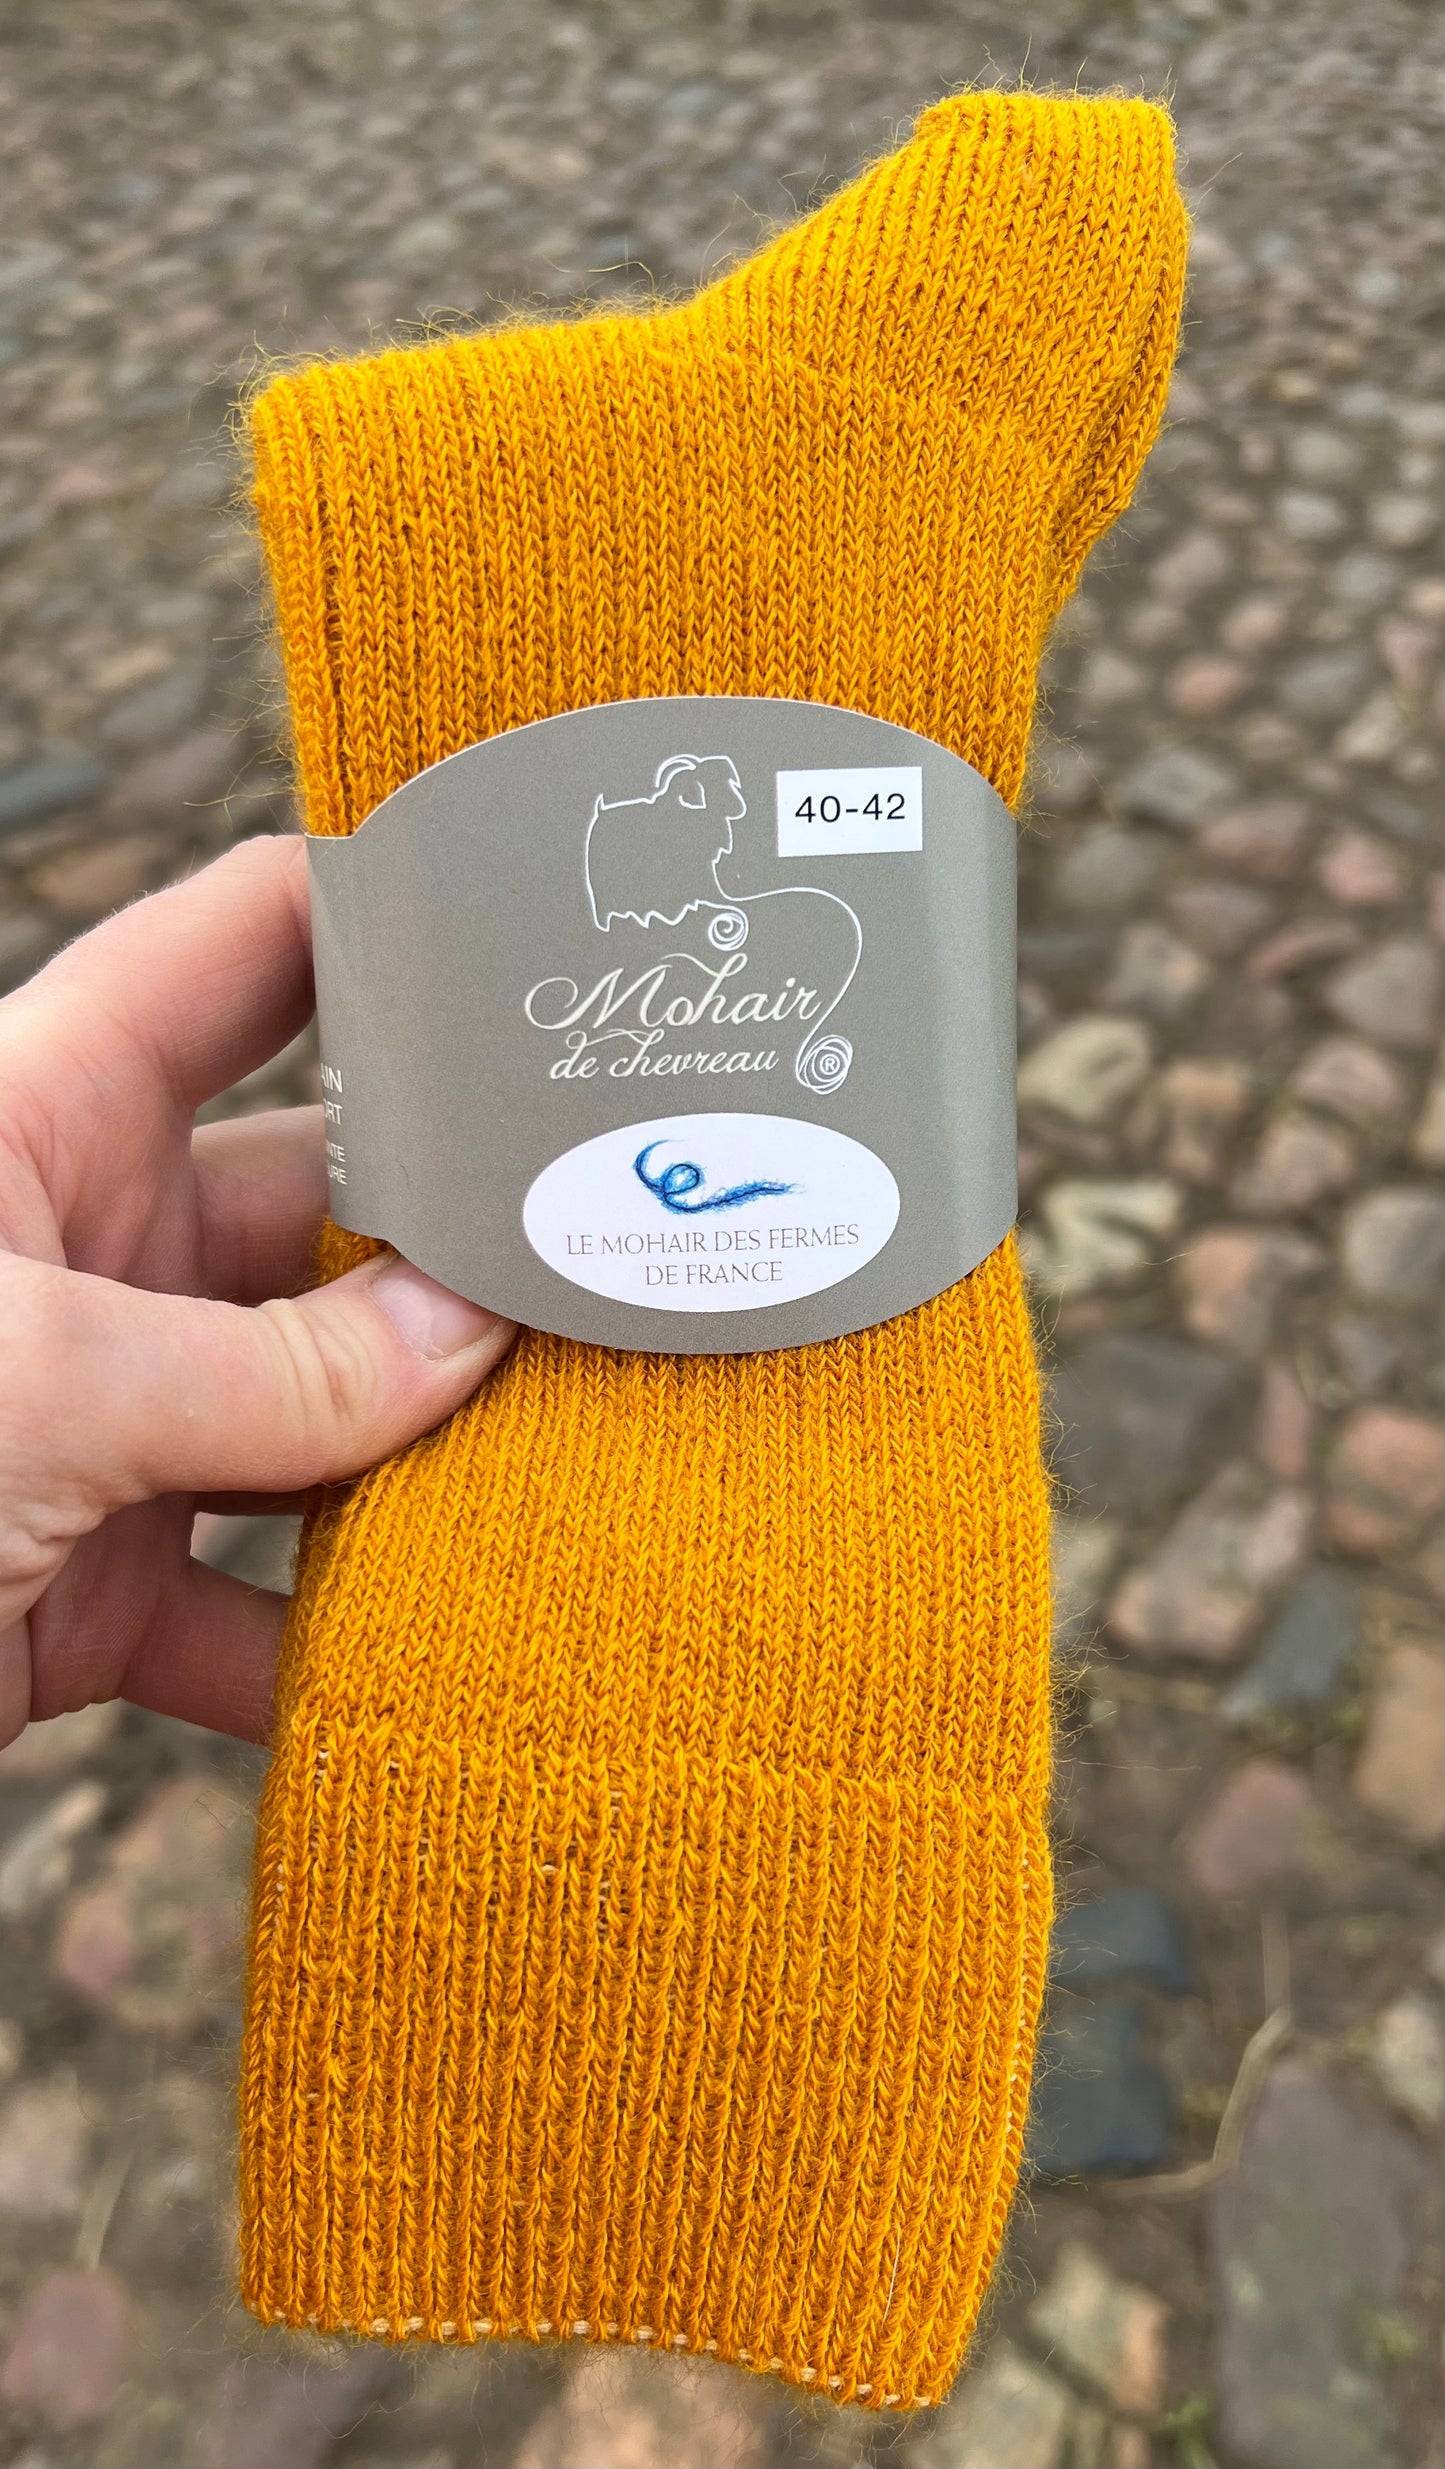 40-42
Mohair
de chevreau
®
LE MOHAIR DES FERMES
DE FRANCE